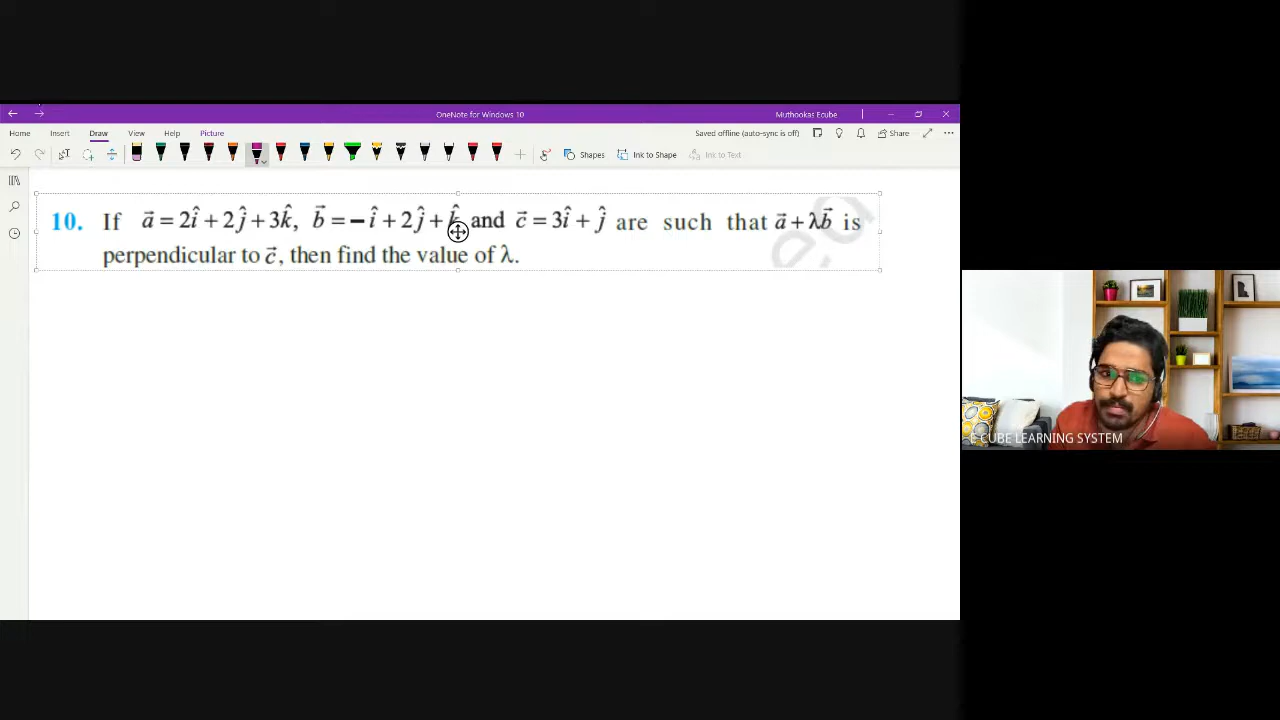 OneNote for Windows 10
Muthookas Ecube
Home Insert Draw View Help Picture
Saved offline (auto-sync is off)
Share
Shapes
Ink to Shape
Ink to Text
10. If a⃗ = 2î + 2ĵ + 3k̂, b⃗ = −î + 2ĵ + k̂ and c⃗ = 3î + ĵ are such that a⃗ + λb⃗ is
perpendicular to c⃗, then find the value of λ.
E CUBE LEARNING SYSTEM